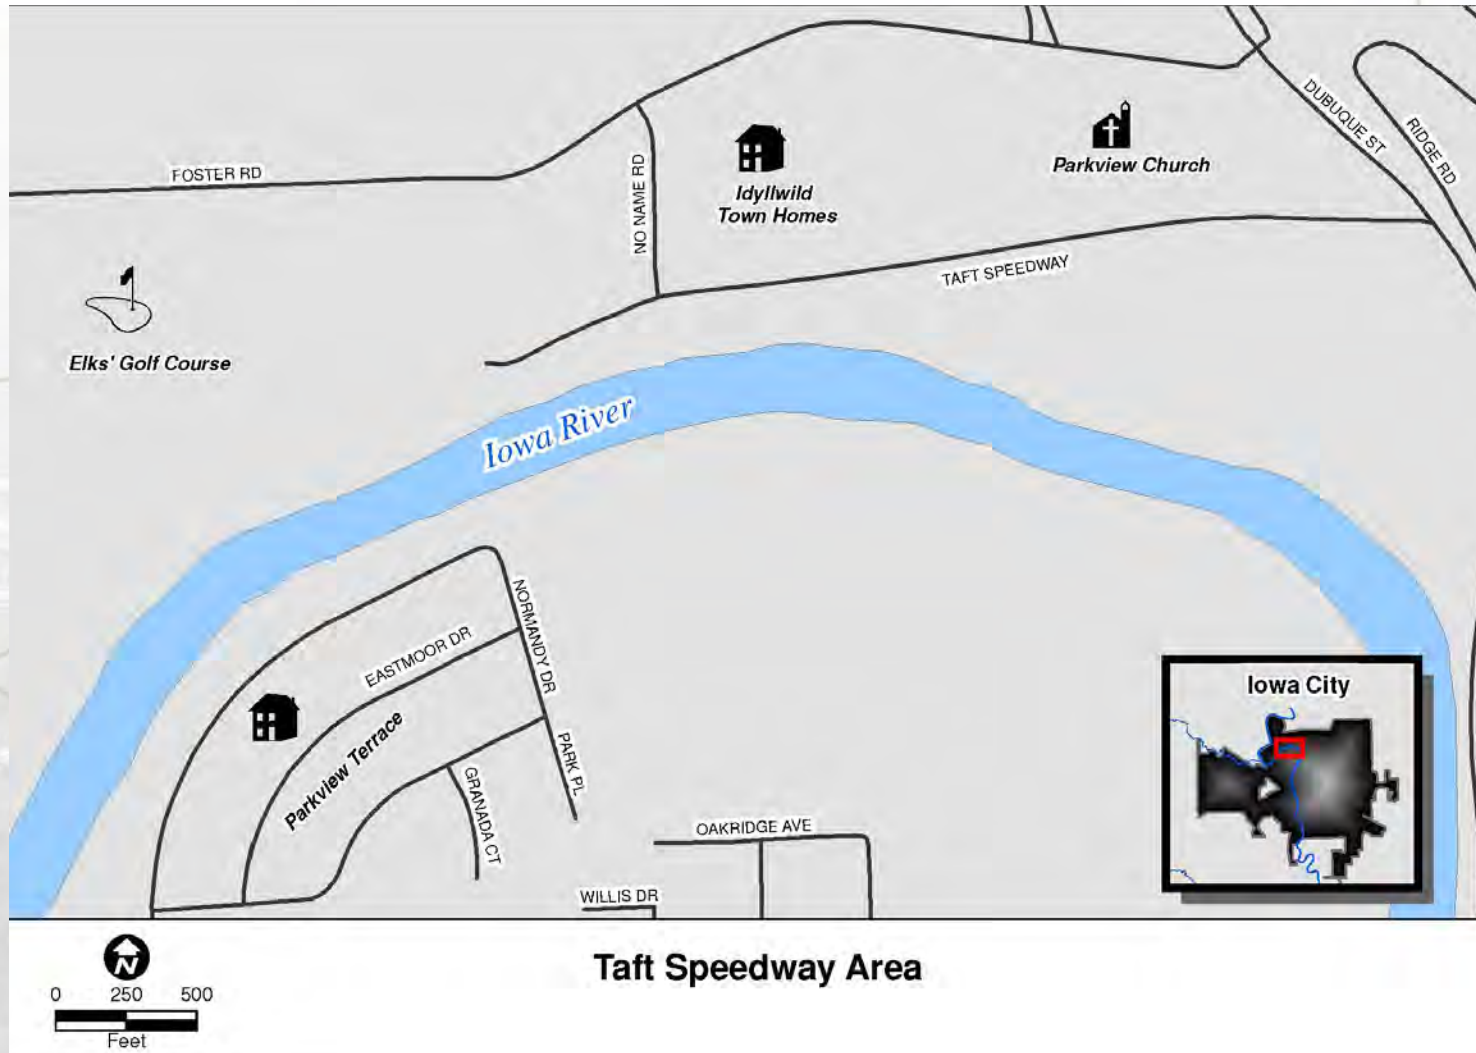 DUBUQUE ST
RIDGE RD
FOSTER RD
NO NAME RD
Idyllwild
Town Homes
Parkview Church
TAFT SPEEDWAY
Elks' Golf Course
Iowa River
NORMANDY DR
EASTMOOR DR
Parkview Terrace
PARK PL
GRANADA CT
OAKRIDGE AVE
WILLIS DR
Iowa City
N
Taft Speedway Area
0 250 500
Feet